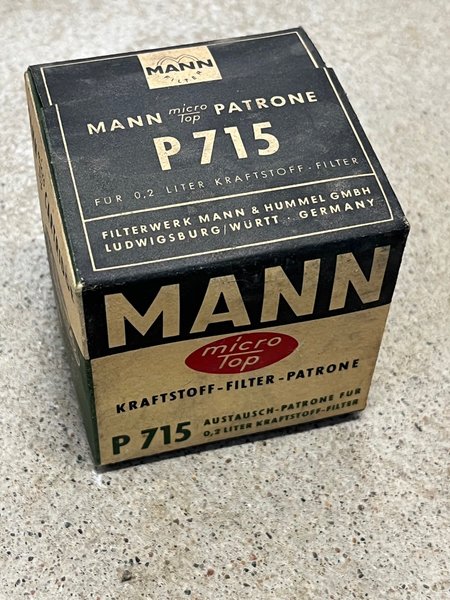 MANN
FILTER
MANN micro Top PATRONE
P 715
FÜR 0,2 LITER KRAFTSTOFF-FILTER
FILTERWERK MANN & HUMMEL GMBH
LUDWIGSBURG/WÜRTT · GERMANY
MANN
micro
Top
KRAFTSTOFF-FILTER-PATRONE
P 715 AUSTAUSCH-PATRONE FÜR
0,2 LITER KRAFTSTOFF-FILTER